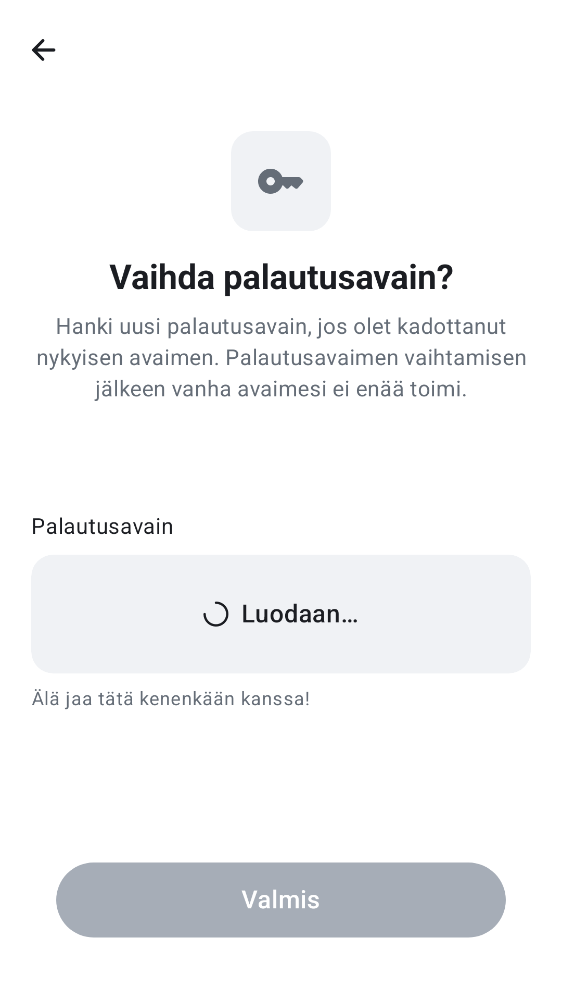 Vaihda palautusavain?
Hanki uusi palautusavain, jos olet kadottanut
nykyisen avaimen. Palautusavaimen vaihtamisen
jälkeen vanha avaimesi ei enää toimi.
Palautusavain
Luodaan…
Älä jaa tätä kenenkään kanssa!
Valmis